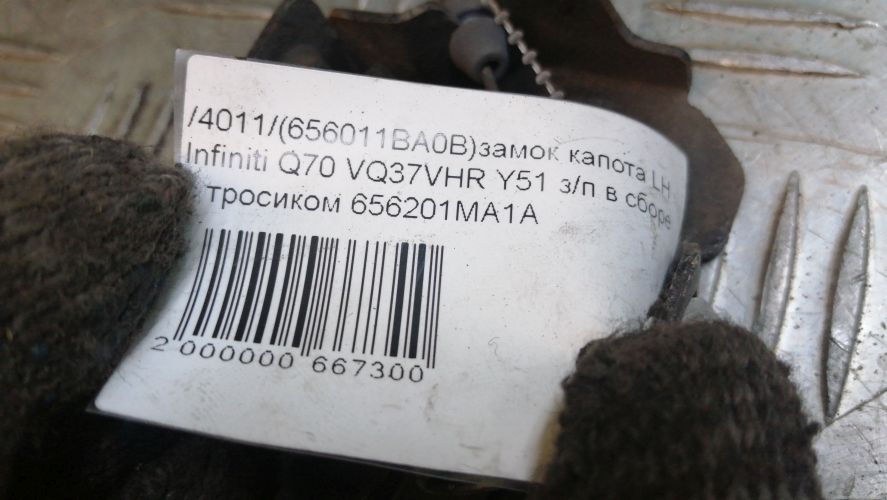 /4011/(656011BA0B)замок капота LH
Infiniti Q70 VQ37VHR Y51 з/п в сборе
тросиком 656201MA1A
2 000000 667300